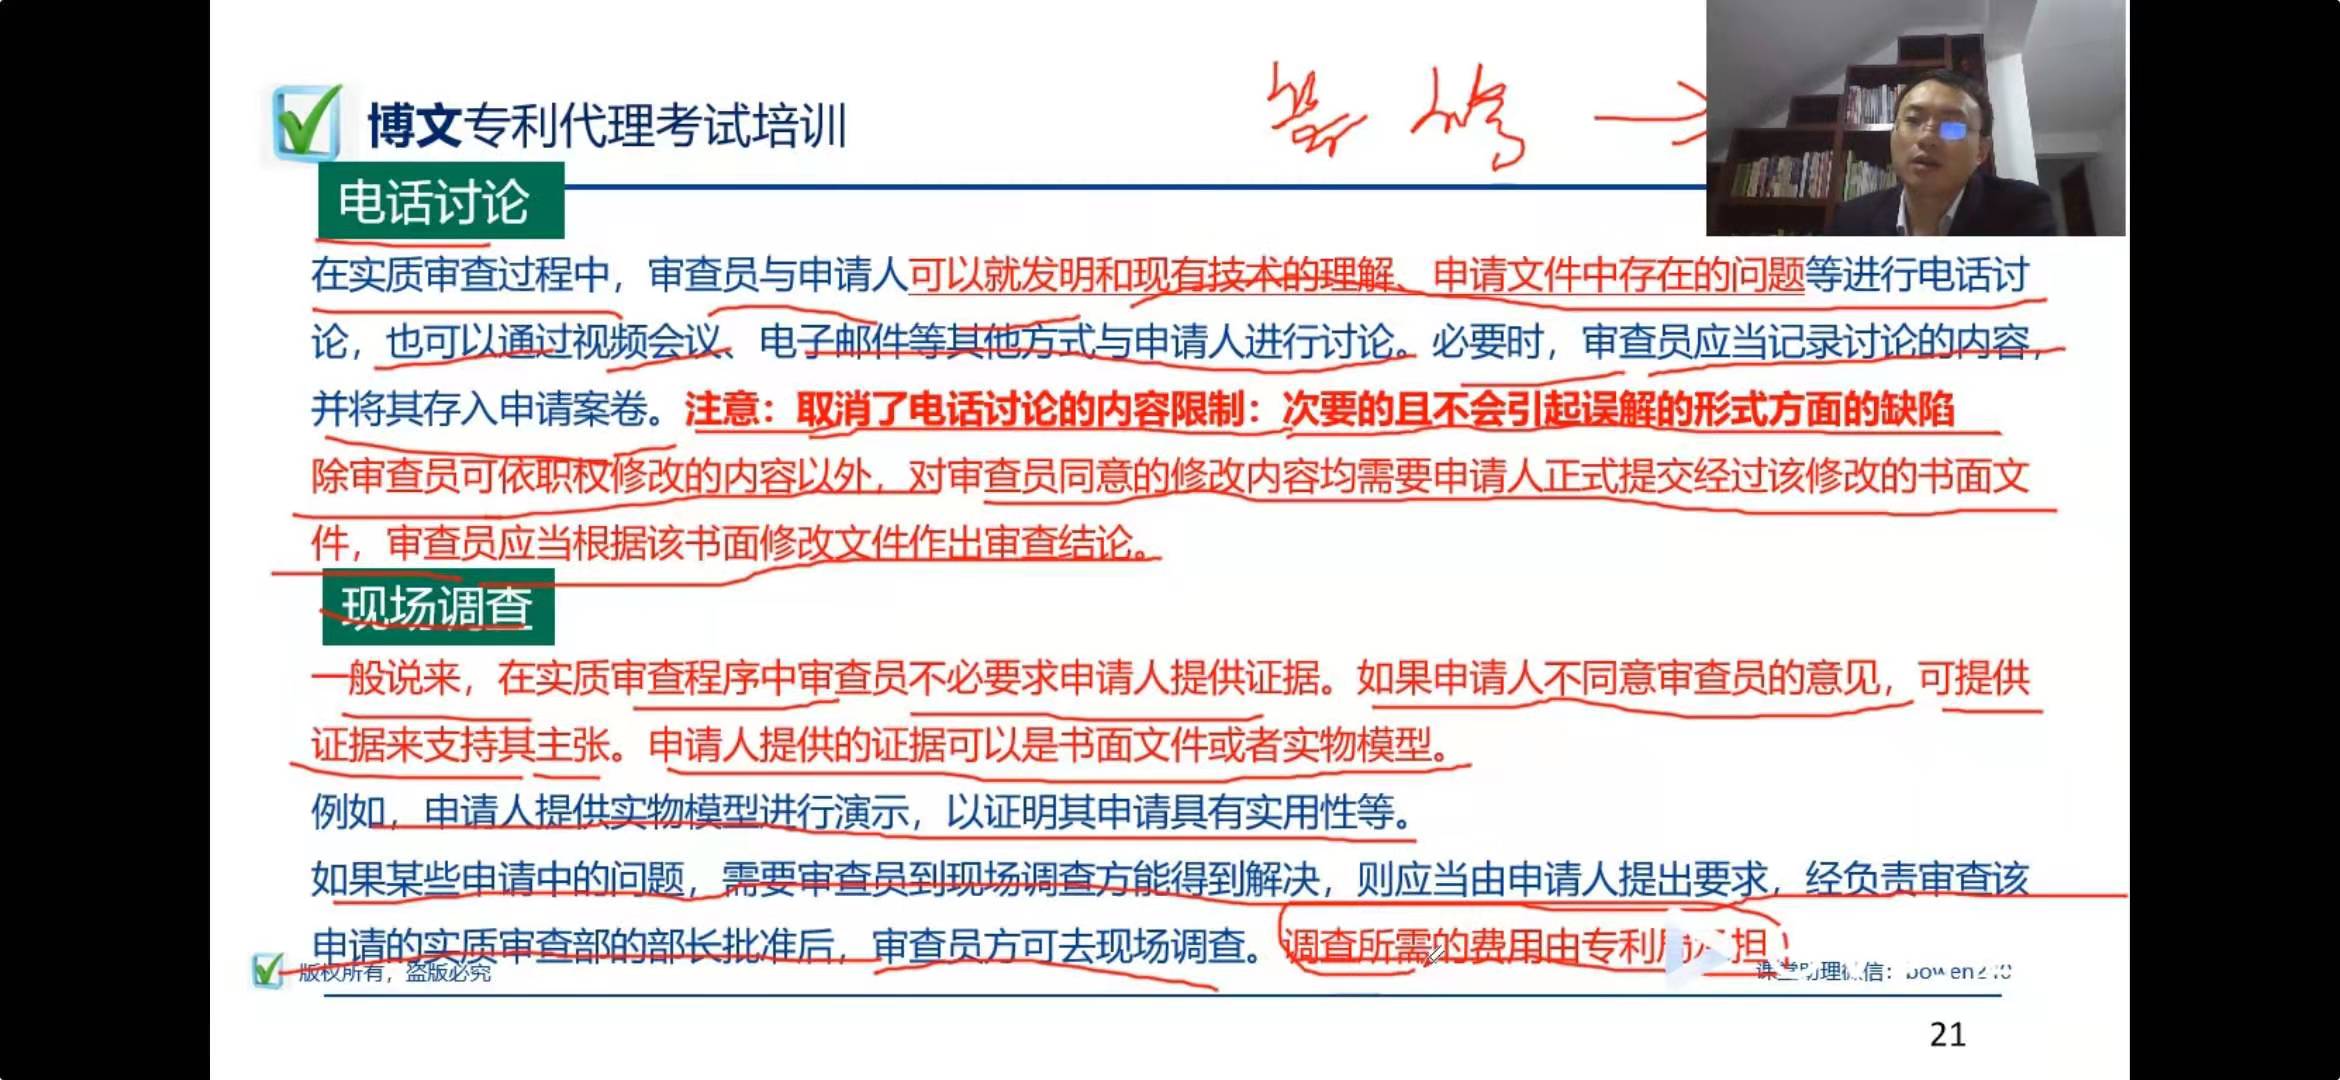 博文专利代理考试培训
电话讨论
在实质审查过程中，审查员与申请人可以就发明和现有技术的理解、申请文件中存在的问题等进行电话讨
论，也可以通过视频会议、电子邮件等其他方式与申请人进行讨论。必要时，审查员应当记录讨论的内容，
并将其存入申请案卷。注意：取消了电话讨论的内容限制：次要的且不会引起误解的形式方面的缺陷
除审查员可依职权修改的内容以外，对审查员同意的修改内容均需要申请人正式提交经过该修改的书面文
件，审查员应当根据该书面修改文件作出审查结论。
现场调查
一般说来，在实质审查程序中审查员不必要求申请人提供证据。如果申请人不同意审查员的意见，可提供
证据来支持其主张。申请人提供的证据可以是书面文件或者实物模型。
例如，申请人提供实物模型进行演示，以证明其申请具有实用性等。
如果某些申请中的问题，需要审查员到现场调查方能得到解决，则应当由申请人提出要求，经负责审查该
申请的实质审查部的部长批准后，审查员方可去现场调查。调查所需的费用由专利局承担
版权所有，盗版必究
课堂助理微信：bowen210
21